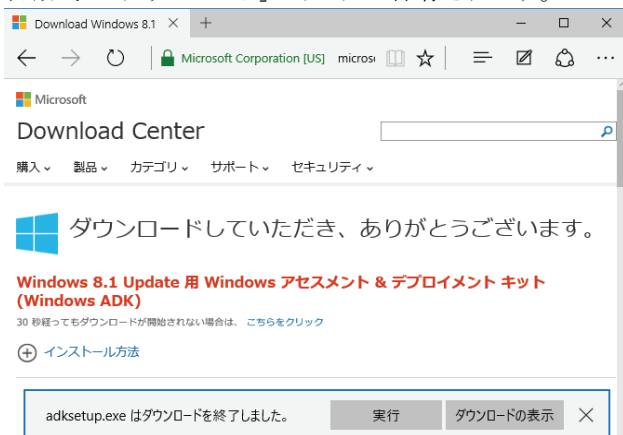 Download Windows 8.1
Microsoft Corporation [US] micros
Microsoft
Download Center
購入 製品 カテゴリ サポート セキュリティ
ダウンロードしていただき、ありがとうございます。
Windows 8.1 Update 用 Windows アセスメント & デプロイメント キット
(Windows ADK)
30 秒経ってもダウンロードが開始されない場合は、 こちらをクリック
インストール方法
adksetup.exe はダウンロードを終了しました。 実行 ダウンロードの表示